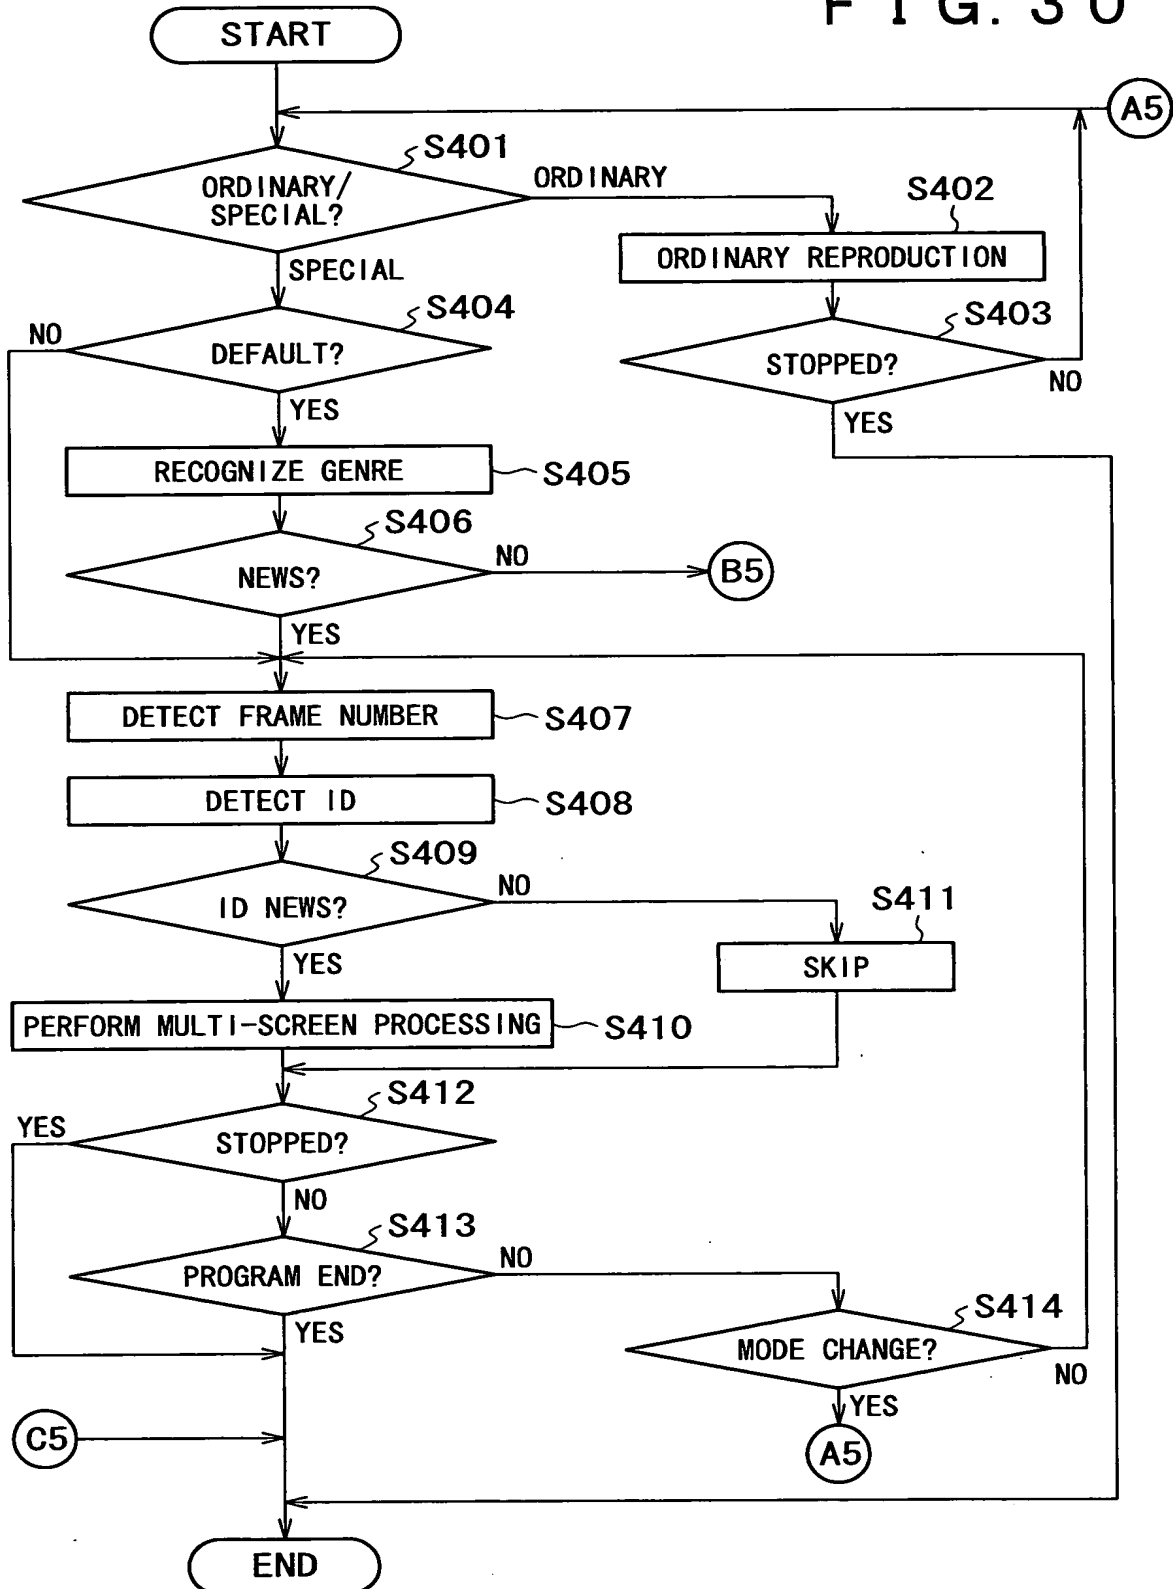 FIG. 30
START
A5
S401
ORDINARY/
SPECIAL?
ORDINARY
S402
ORDINARY REPRODUCTION
SPECIAL
S403
STOPPED?
NO
YES
S404
NO
DEFAULT?
YES
RECOGNIZE GENRE
S405
S406
NEWS?
NO
B5
YES
DETECT FRAME NUMBER
S407
DETECT ID
S408
S409
ID NEWS?
NO
S411
SKIP
YES
PERFORM MULTI-SCREEN PROCESSING
S410
S412
YES
STOPPED?
NO
S413
PROGRAM END?
NO
S414
MODE CHANGE?
NO
YES
YES
A5
C5
END